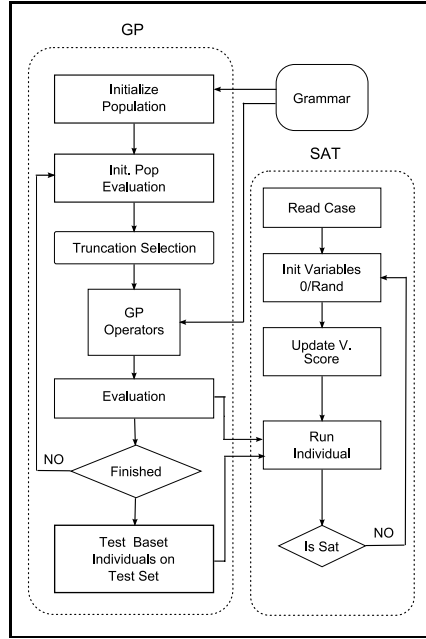 GP
Initialize
Population
Grammar
Init. Pop
Evaluation
Truncation Selection
GP
Operators
Evaluation
NO
Finished
Test Baset
Individuals on
Test Set
SAT
Read Case
Init Variables
0/Rand
Update V.
Score
Run
Individual
Is Sat
NO